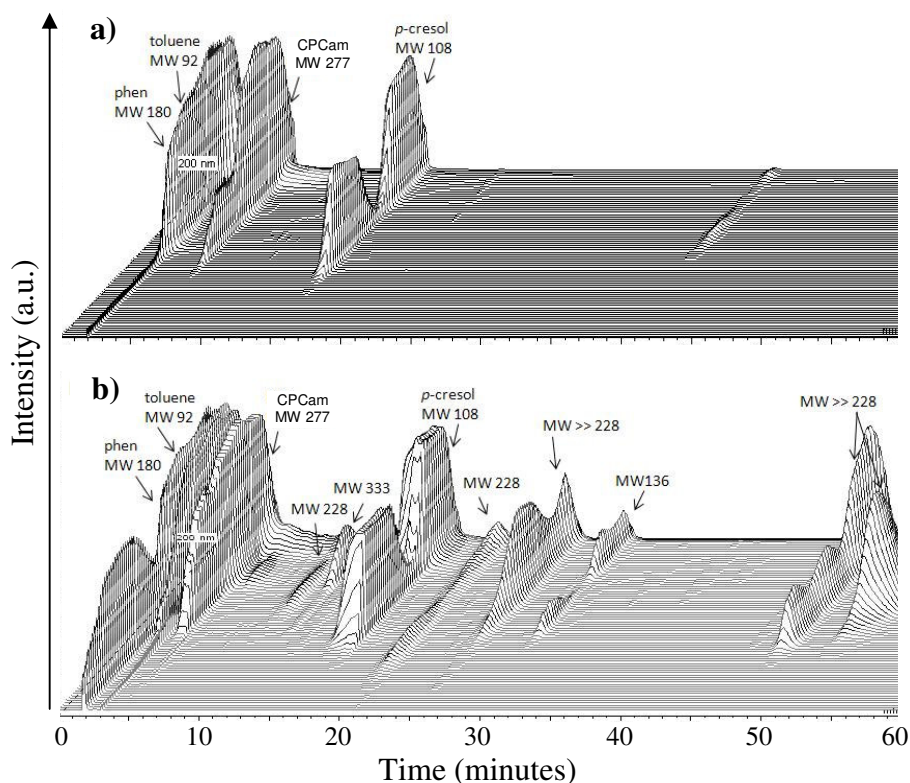 a)
p-cresol
MW 108
toluene
MW 92
CPCam
MW 277
phen
MW 180
200 nm
b)
toluene
MW 92
CPCam
MW 277
p-cresol
MW 108
MW >> 228
MW >> 228
phen
MW 180
MW 333
MW 228
MW 228
MW136
200 nm
Intensity (a.u.)
0 10 20 30 40 50 60
Time (minutes)